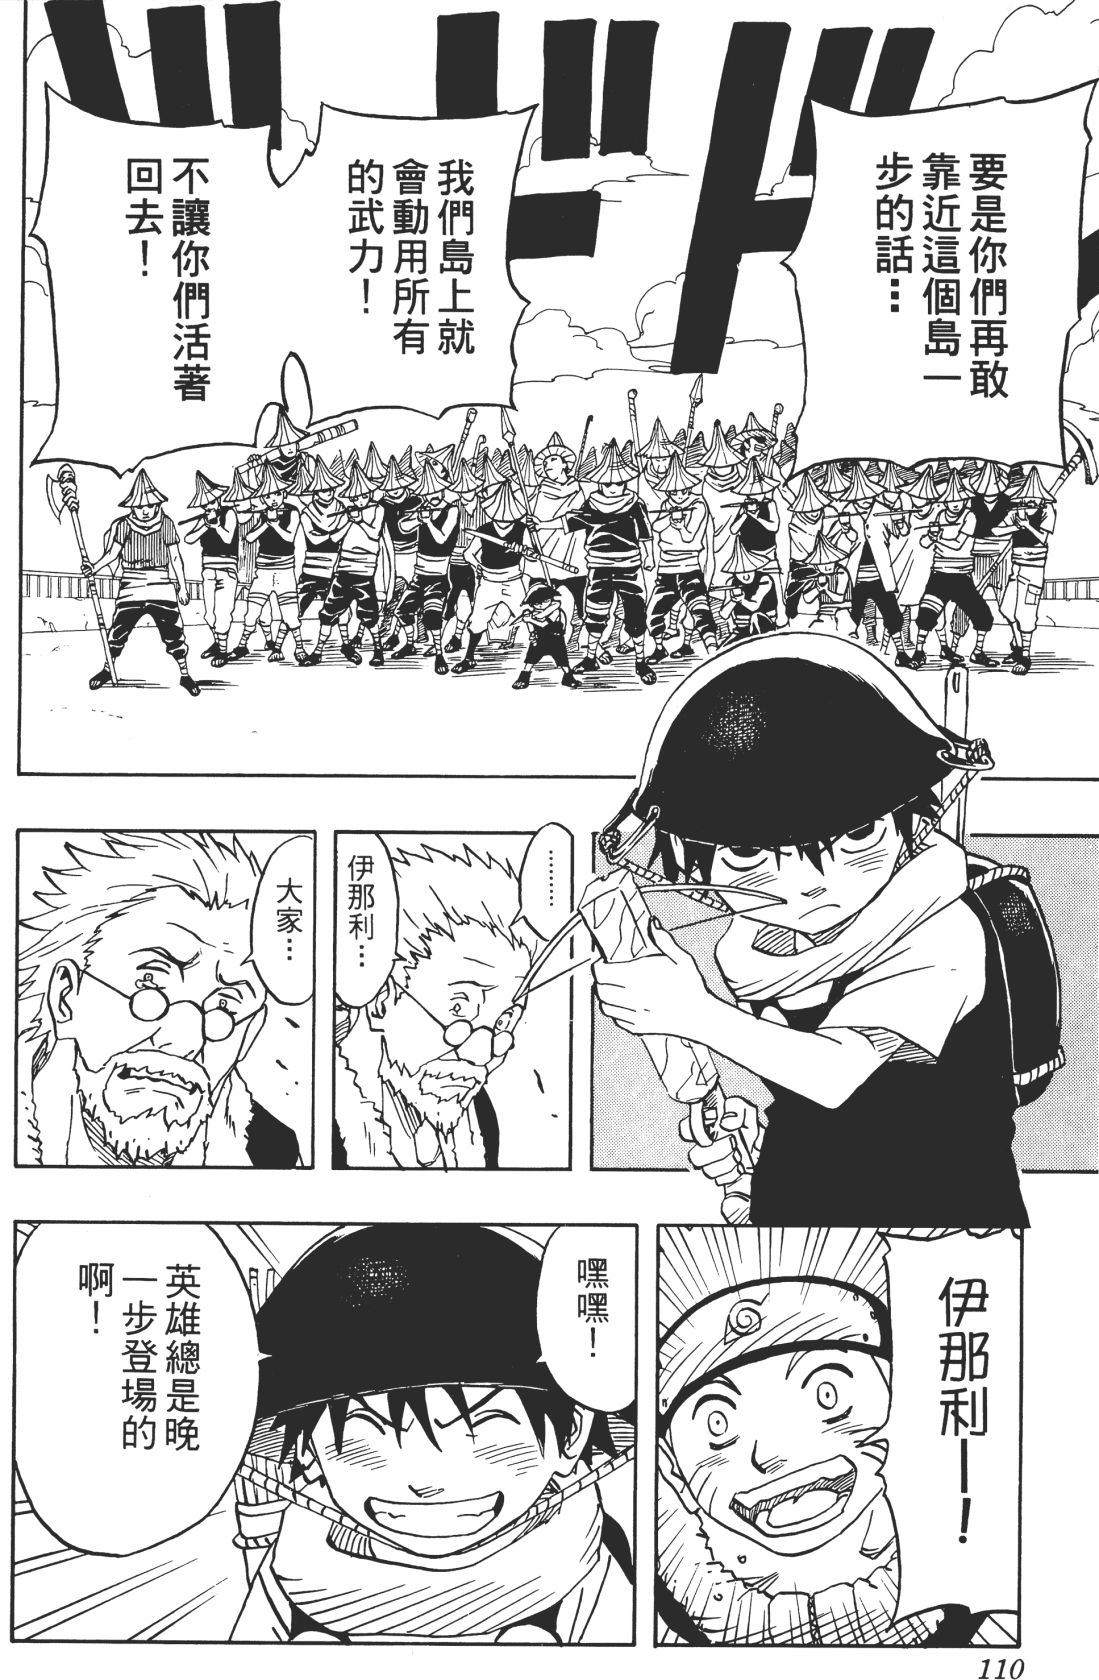 要是你們再敢
靠近這個島一
步的話…
我們島上就
會動用所有
的武力！
不讓你們活著
回去！
………
伊那利…
大家…
伊那利—！
嘿嘿！
英雄總是晚
一步登場的
啊！
110